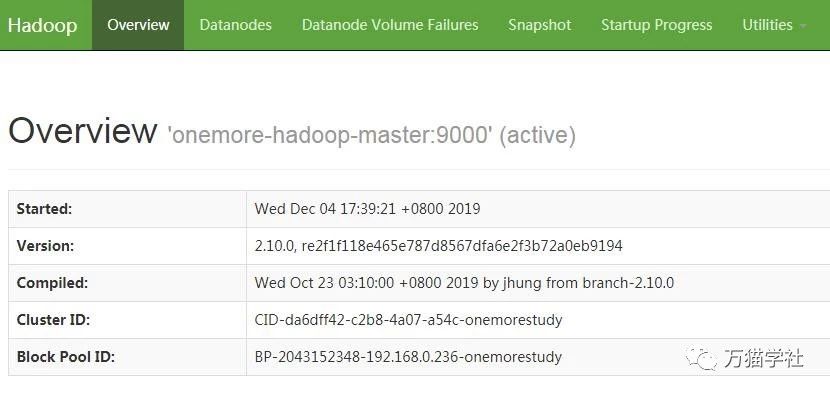 Hadoop Overview Datanodes Datanode Volume Failures Snapshot Startup Progress Utilities
Overview 'onemore-hadoop-master:9000' (active)
Started: Wed Dec 04 17:39:21 +0800 2019
Version: 2.10.0, re2f1f118e465e787d8567dfa6e2f3b72a0eb9194
Compiled: Wed Oct 23 03:10:00 +0800 2019 by jhung from branch-2.10.0
Cluster ID: CID-da6dff42-c2b8-4a07-a54c-onemorestudy
Block Pool ID: BP-2043152348-192.168.0.236-onemorestudy
万猫学社